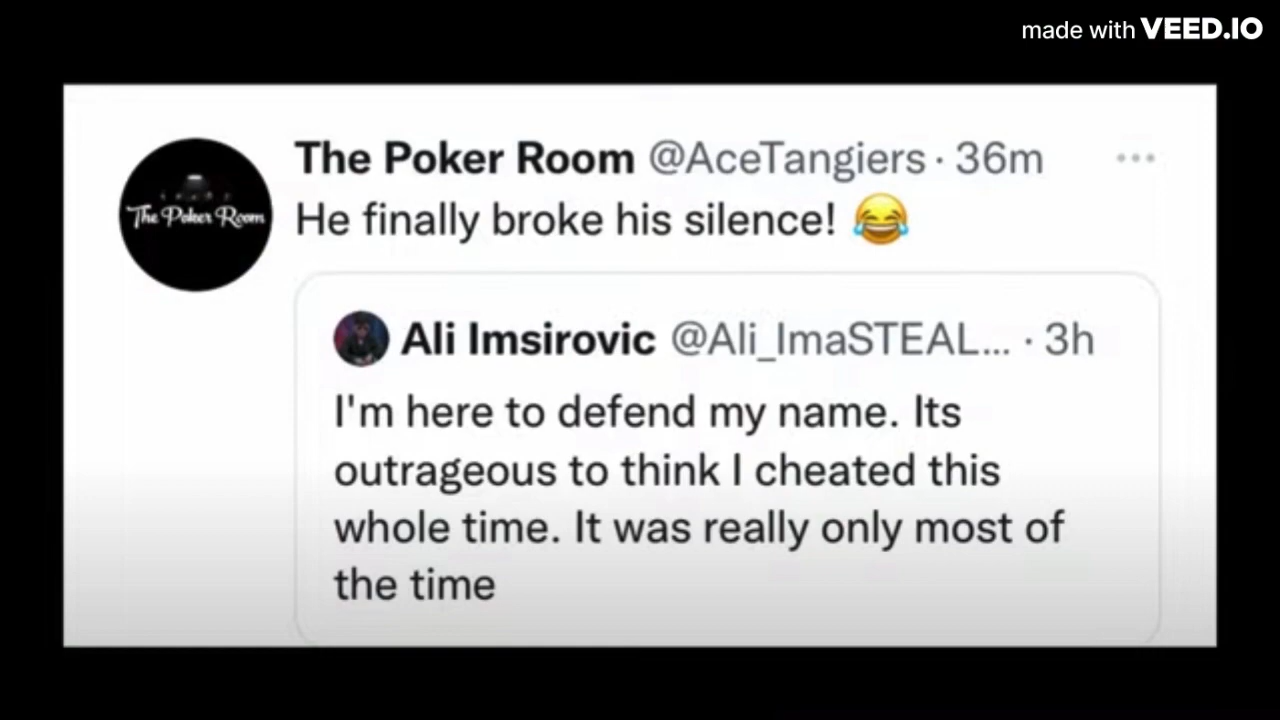 made with VEED.IO
The Poker Room @AceTangiers · 36m
The Poker Room
He finally broke his silence! 😂
Ali Imsirovic @Ali_ImaSTEAL... · 3h
I'm here to defend my name. Its
outrageous to think I cheated this
whole time. It was really only most of
the time